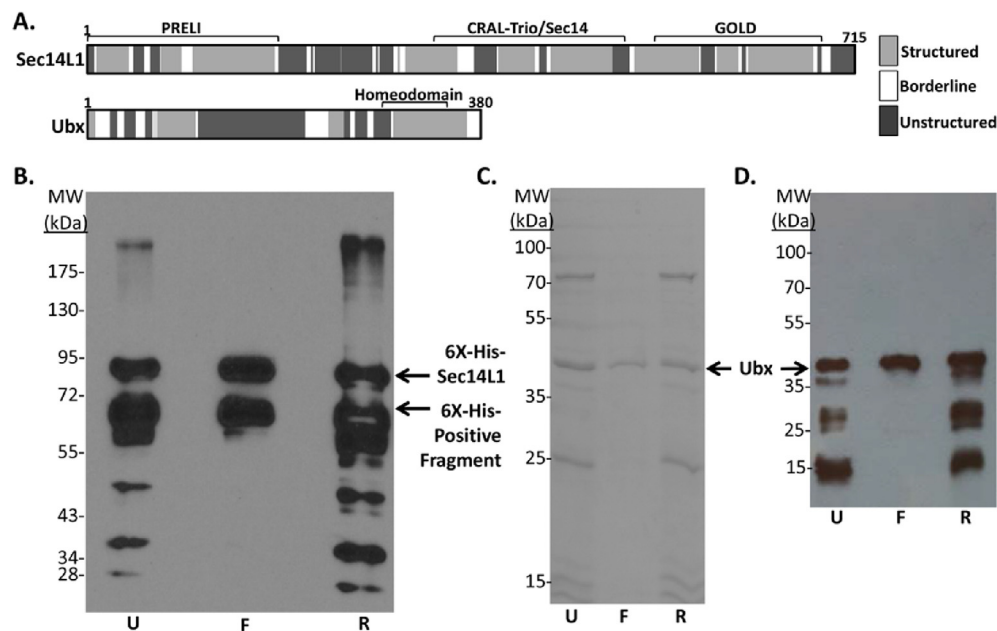 A.
1
PRELI
CRAL-Trio/Sec14
GOLD
715
Sec14L1
Structured
Borderline
Unstructured
1
Homeodomain
380
Ubx
B.
MW
(kDa)
175-
130-
95-
72-
55-
43-
34-
28-
U
F
R
6X-His-
Sec14L1
6X-His-
Positive
Fragment
C.
MW
(kDa)
100-
70-
55-
35-
25-
15-
U
F
R
Ubx
D.
MW
(kDa)
100-
70-
55-
35-
25-
15-
U
F
R